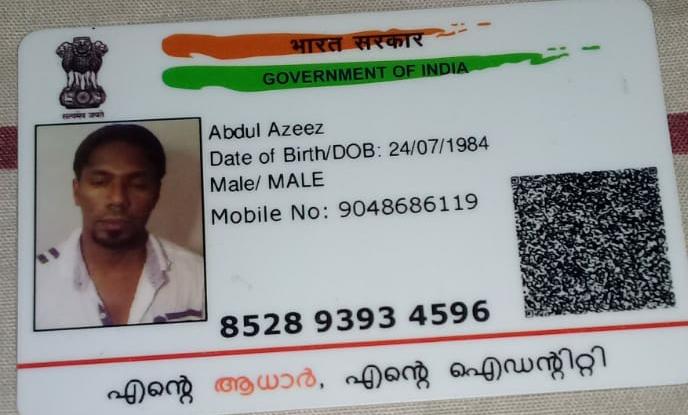 भारत सरकार
GOVERNMENT OF INDIA
सत्यमेव जयते
Abdul Azeez
Date of Birth/DOB: 24/07/1984
Male/ MALE
Mobile No: 9048686119
8528 9393 4596
എന്റെ ആധാർ, എന്റെ ഐഡന്റിറ്റി